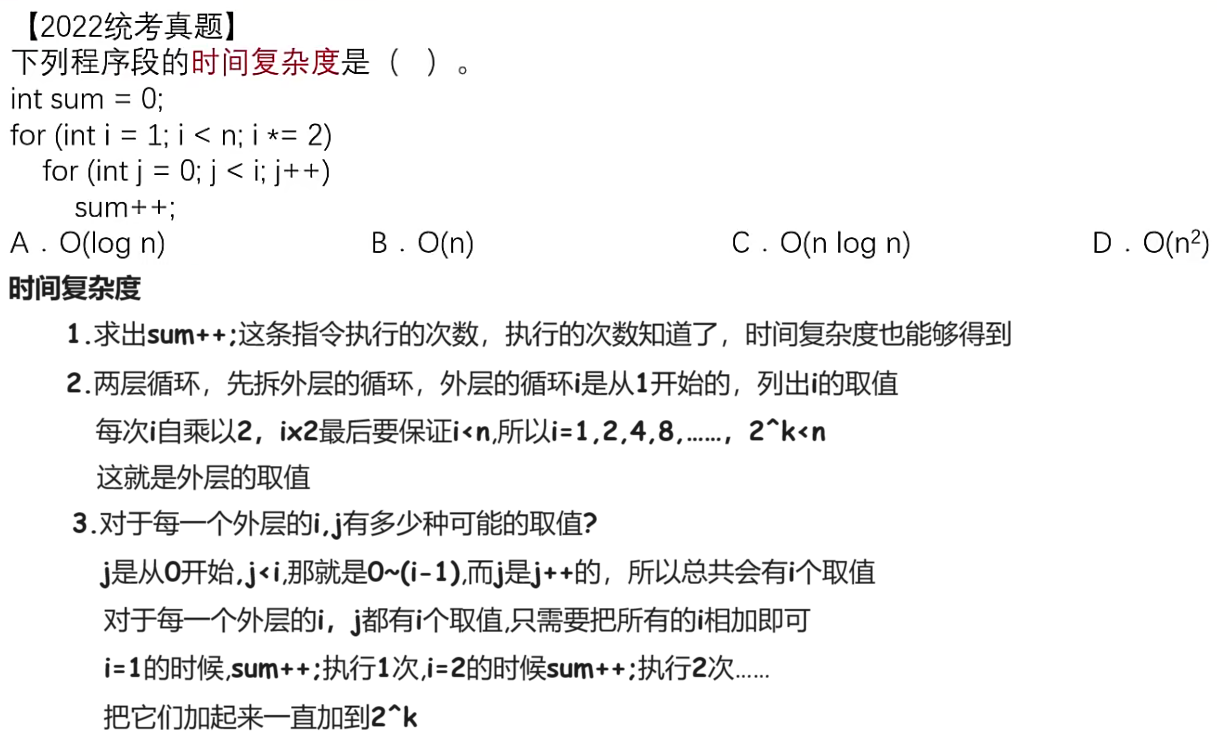 【2022统考真题】
下列程序段的时间复杂度是（ ）。
int sum = 0;
for (int i = 1; i < n; i *= 2)
for (int j = 0; j < i; j++)
sum++;
A．O(log n) B．O(n) C．O(n log n) D．O(n²)
时间复杂度
1.求出sum++;这条指令执行的次数，执行的次数知道了，时间复杂度也能够得到
2.两层循环，先拆外层的循环，外层的循环i是从1开始的，列出i的取值
每次i自乘以2，ix2最后要保证i<n,所以i=1,2,4,8,……，2^k<n
这就是外层的取值
3.对于每一个外层的i,j有多少种可能的取值?
j是从0开始,j<i,那就是0~(i-1),而j是j++的，所以总共会有i个取值
对于每一个外层的i，j都有i个取值,只需要把所有的i相加即可
i=1的时候,sum++;执行1次,i=2的时候sum++;执行2次……
把它们加起来一直加到2^k